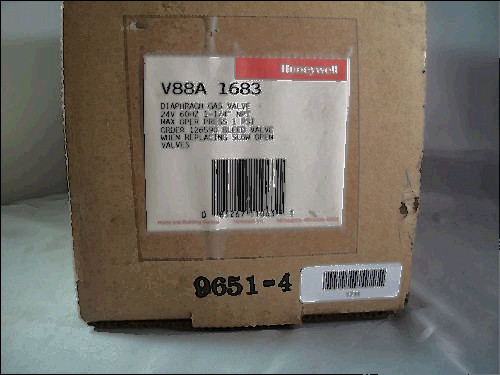 Honeywell
V88A 1683
DIAPHRAGM GAS VALVE
24V 60HZ 1-1/4" NPT
MAX OPER PRESS 1 PSI
ORDER 126590 BLEED VALVE
WHEN REPLACING SLOW OPEN
VALVES
9651-4